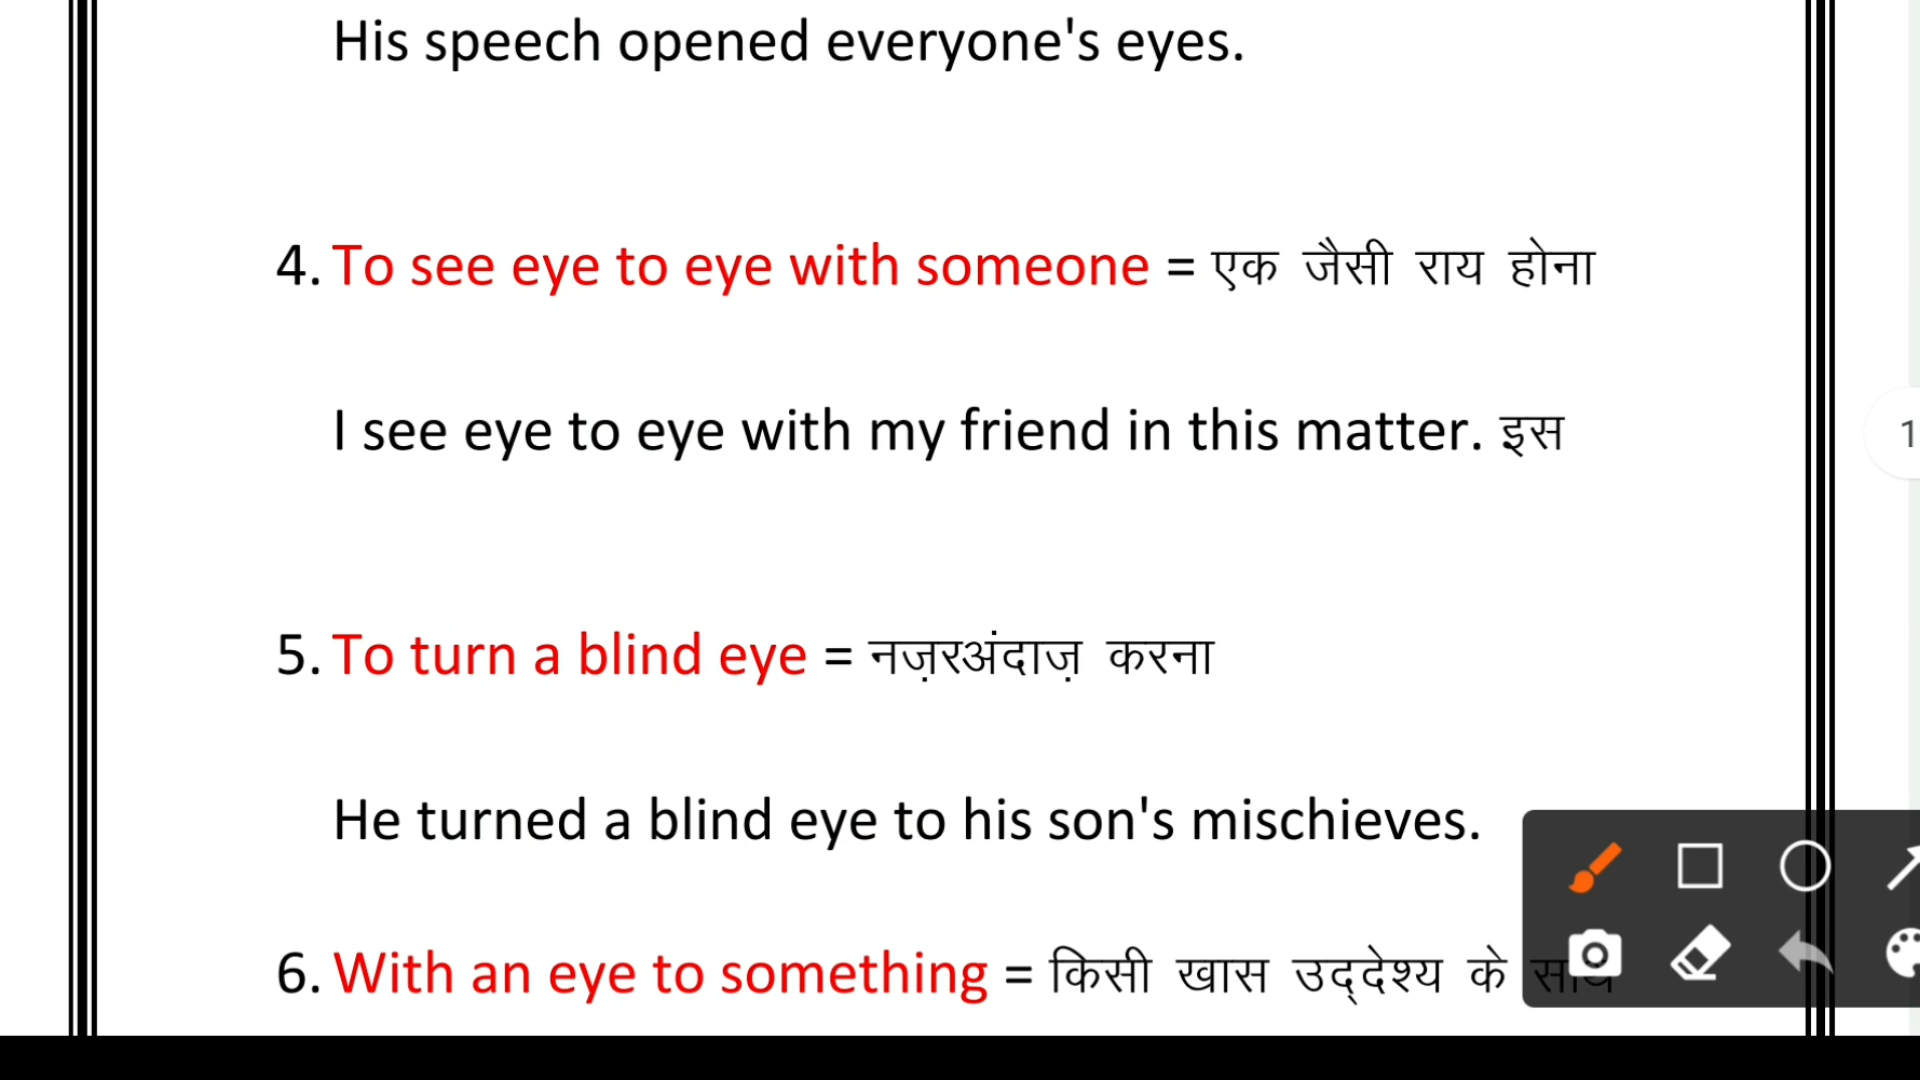 His speech opened everyone's eyes.
4. To see eye to eye with someone = एक जैसी राय होना
I see eye to eye with my friend in this matter. इस
1
5. To turn a blind eye = नज़रअंदाज़ करना
He turned a blind eye to his son's mischieves.
6. With an eye to something = किसी खास उद्देश्य के